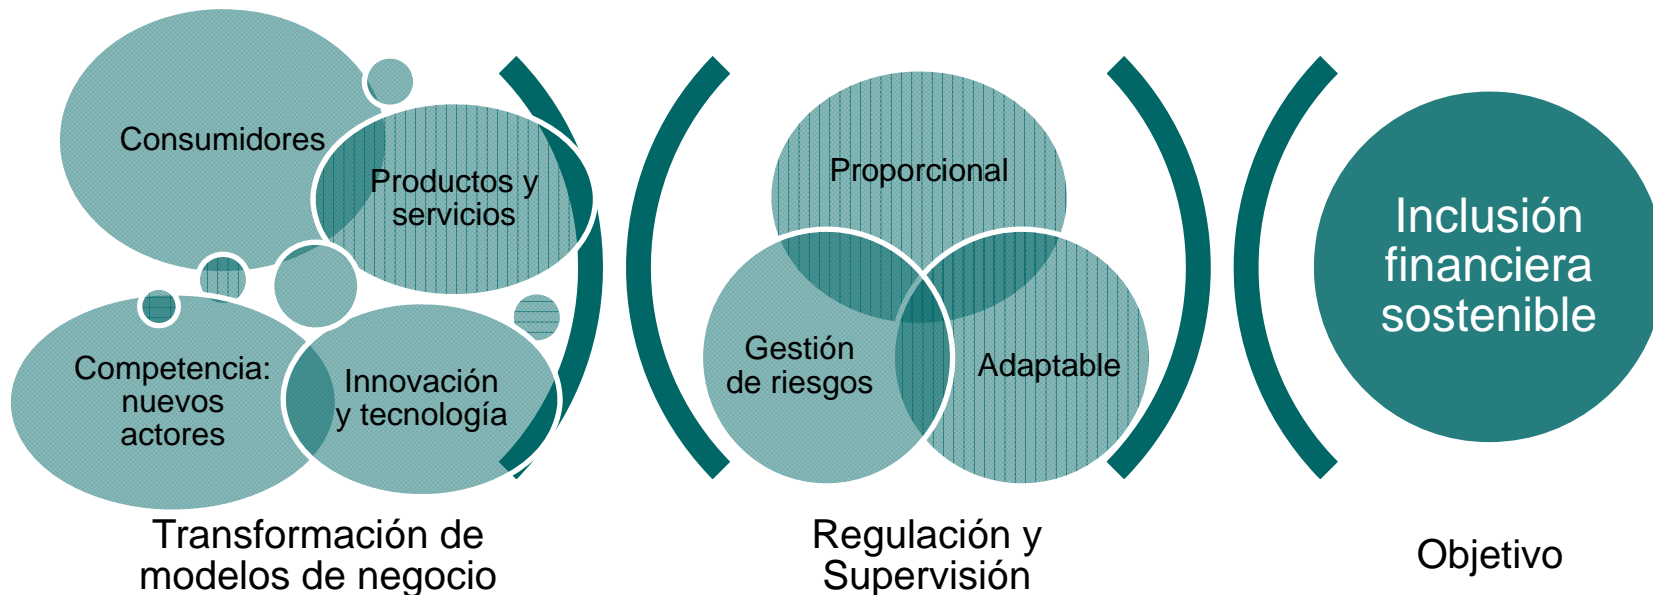 Consumidores
Productos y
servicios
Competencia:
nuevos
actores
Innovación
y tecnología
Transformación de
modelos de negocio
Proporcional
Gestión
de riesgos
Adaptable
Regulación y
Supervisión
Inclusión
financiera
sostenible
Objetivo